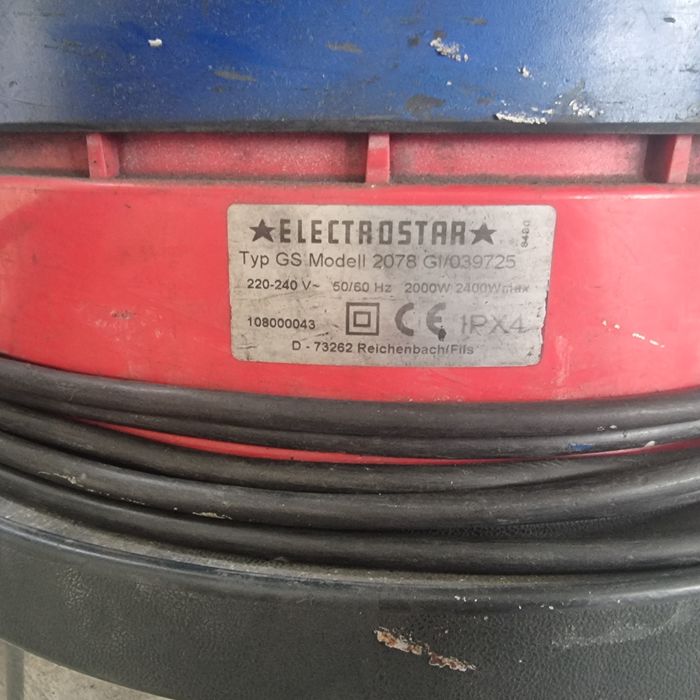 ★ELECTROSTAR★
Typ GS Modell 2078 GI/039725
220-240 V~ 50/60 Hz 2000W 2400Wmax
108000043 CE IPX4
D - 73262 Reichenbach/Fils